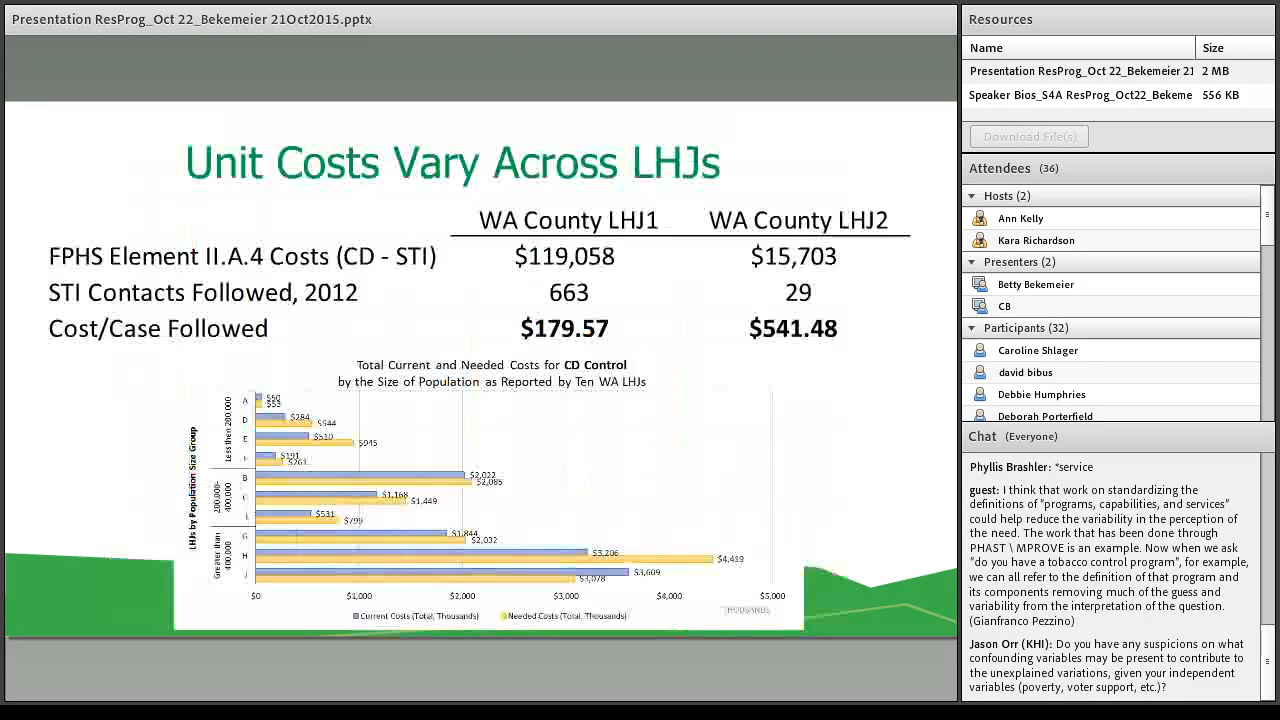 Presentation ResProg_Oct 22_Bekemeier 21Oct2015.pptx
Unit Costs Vary Across LHJs
WA County LHJ1 WA County LHJ2
FPHS Element II.A.4 Costs (CD - STI) $119,058 $15,703
STI Contacts Followed, 2012 663 29
Cost/Case Followed $179.57 $541.48
Total Current and Needed Costs for CD Control
by the Size of Population as Reported by Ten WA LHJs
LHJs by Population Size Group
Less then 200,000
200,000-
400,000
Greater than
400,000
A $50
$53
D $284
$544
E $510
$945
$191
$261
B $2,022
$2,085
C $1,168
$1,449
$531
$799
G $1,844
$2,032
H $3,206
$4,419
J $3,609
$3,078
$0 $1,000 $2,000 $3,000 $4,000 $5,000
THOUSANDS
Current Costs (Total, Thousands) Needed Costs (Total, Thousands)
Resources
Name Size
Presentation ResProg_Oct 22_Bekemeier 21 2 MB
Speaker Bios_S4A ResProg_Oct22_Bekeme 556 KB
Download File(s)
Attendees (36)
Hosts (2)
Ann Kelly
Kara Richardson
Presenters (2)
Betty Bekemeier
CB
Participants (32)
Caroline Shlager
david bibus
Debbie Humphries
Deborah Porterfield
Chat (Everyone)
Phyllis Brashler: *service
guest: I think that work on standardizing the
definitions of "programs, capabilities, and services"
could help reduce the variability in the perception of
the need. The work that has been done through
PHAST \ MPROVE is an example. Now when we ask
"do you have a tobacco control program", for example,
we can all refer to the definition of that program and
its components removing much of the guess and
variability from the interpretation of the question.
(Gianfranco Pezzino)
Jason Orr (KHI): Do you have any suspicions on what
confounding variables may be present to contribute to
the unexplained variations, given your independent
variables (poverty, voter support, etc.)?